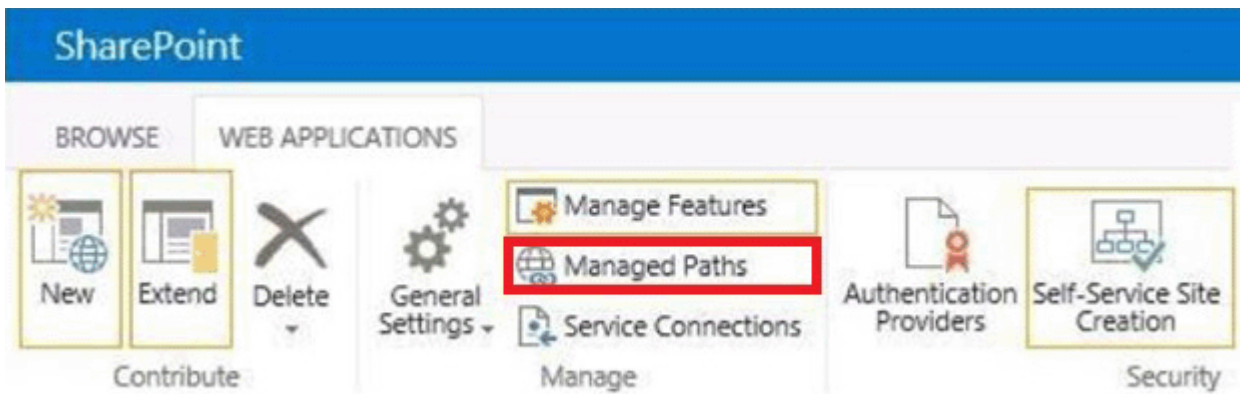 SharePoint
BROWSE
WEB APPLICATIONS
New
Extend
Delete
General
Settings
Manage Features
Managed Paths
Service Connections
Authentication
Providers
Self-Service Site
Creation
Contribute
Manage
Security